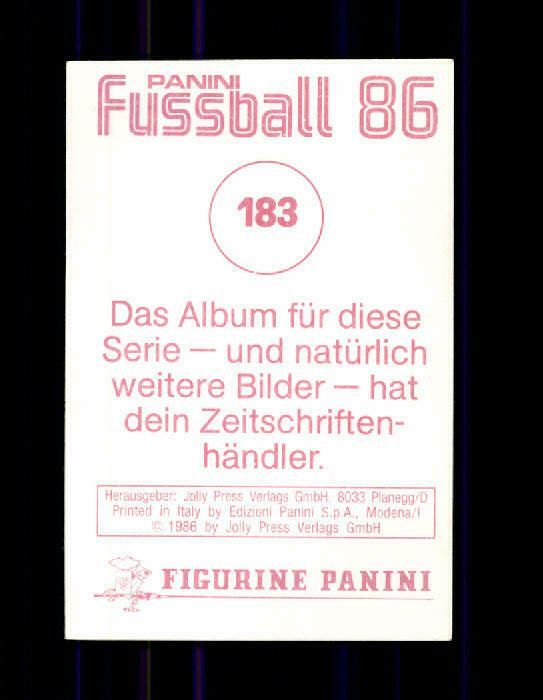 PANINI
Fussball 86
183
Das Album für diese
Serie — und natürlich
weitere Bilder — hat
dein Zeitschriften-
händler.
Herausgeber: Jolly Press Verlags GmbH, 8033 Planegg/D
Printed in Italy by Edizioni Panini S.p.A., Modena/I
© 1986 by Jolly Press Verlags GmbH
FIGURINE PANINI